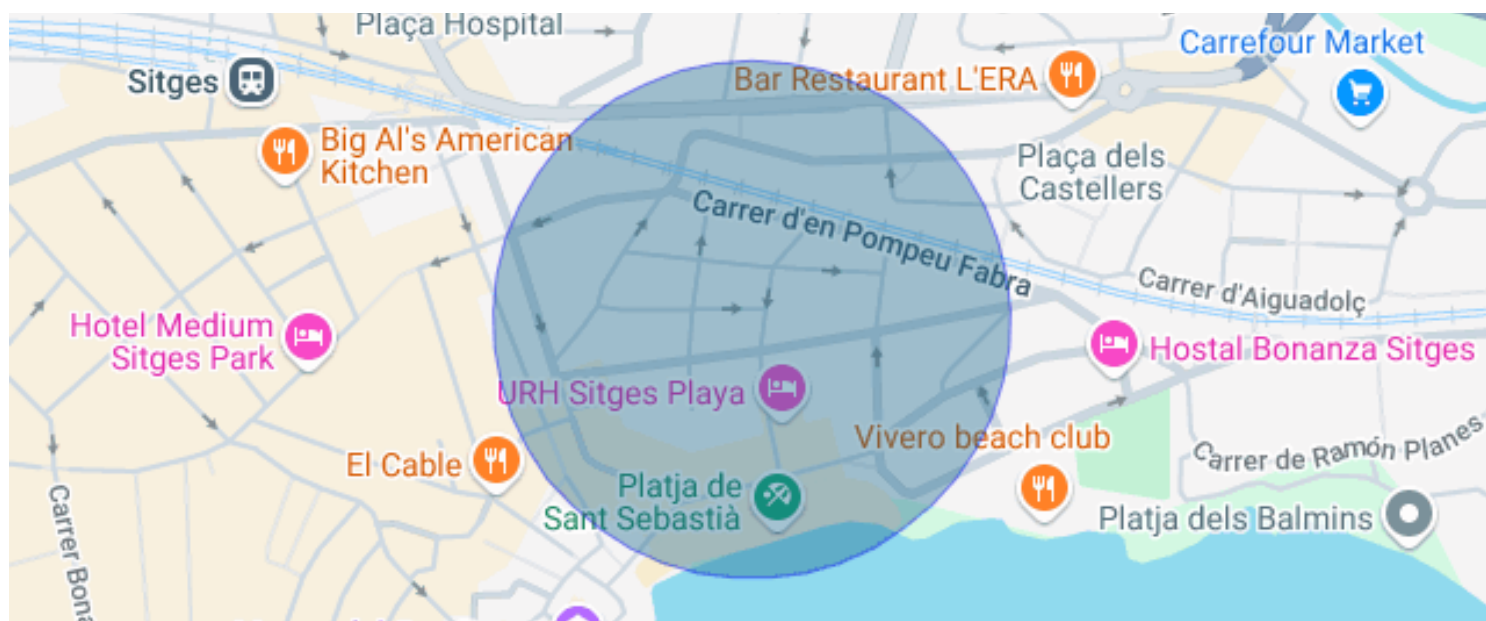 Plaça Hospital
Carrefour Market
Sitges
Bar Restaurant L'ERA
Big Al's American
Kitchen
Plaça dels
Castellers
Carrer d'en Pompeu Fabra
Carrer d'Aiguadolç
Hotel Medium
Sitges Park
Hostal Bonanza Sitges
URH Sitges Playa
Vivero beach club
El Cable
Carrer de Ramón Planes
Platja de
Sant Sebastià
Platja dels Balmins
Carrer Bona